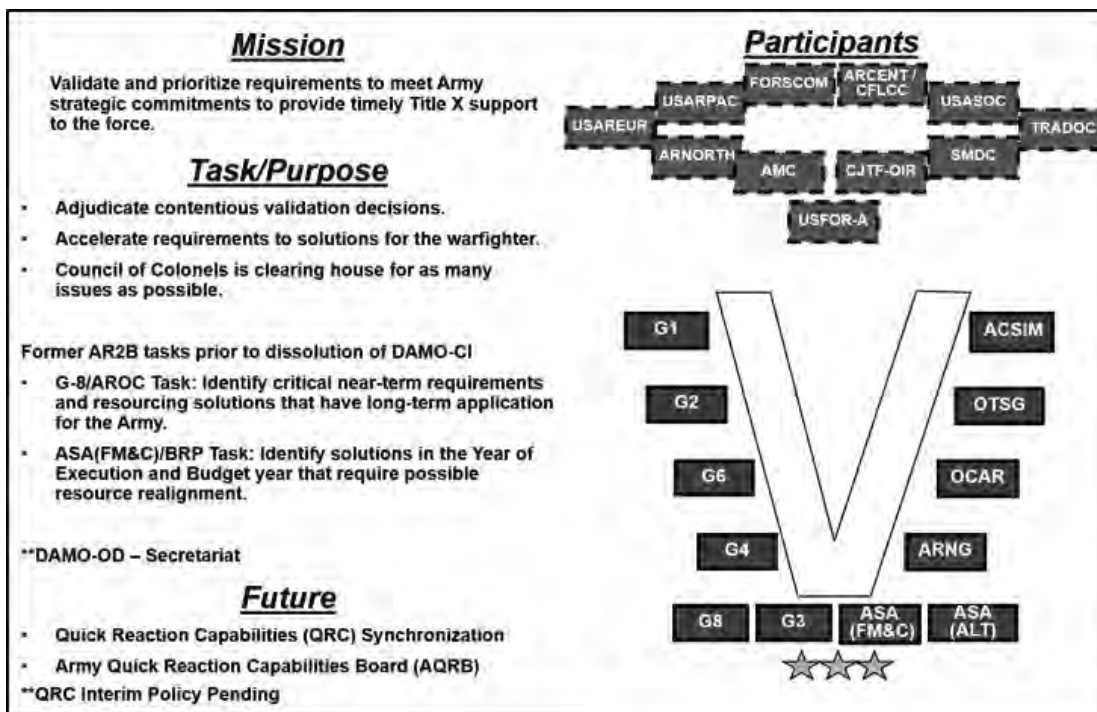 Mission
Validate and prioritize requirements to meet Army
strategic commitments to provide timely Title X support
to the force.
Task/Purpose
▪ Adjudicate contentious validation decisions.
▪ Accelerate requirements to solutions for the warfighter.
▪ Council of Colonels is clearing house for as many
issues as possible.
Former AR2B tasks prior to dissolution of DAMO-CI
▪ G-8/AROC Task: Identify critical near-term requirements
and resourcing solutions that have long-term application
for the Army.
▪ ASA(FM&C)/BRP Task: Identify solutions in the Year of
Execution and Budget year that require possible
resource realignment.
**DAMO-OD – Secretariat
Future
▪ Quick Reaction Capabilities (QRC) Synchronization
▪ Army Quick Reaction Capabilities Board (AQRB)
**QRC Interim Policy Pending
Participants
FORSCOM
ARCENT /
CFLCC
USARPAC
USASOC
USAREUR
TRADOC
ARNORTH
SMDC
AMC
CJTF-OIR
USFOR-A
G1
ACSIM
G2
OTSG
G6
OCAR
G4
ARNG
G8
G3
ASA
(FM&C)
ASA
(ALT)